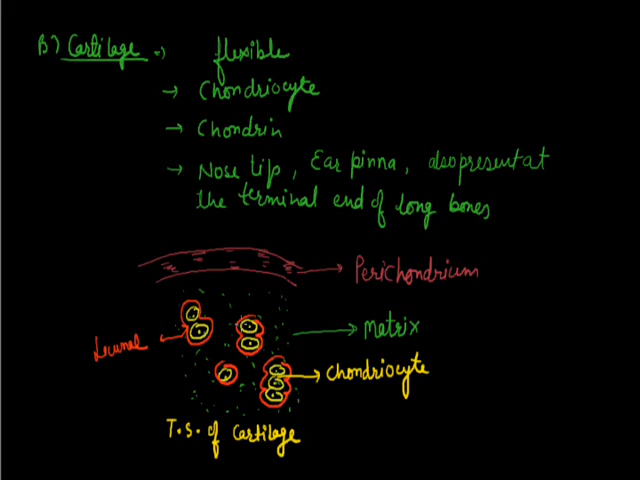 B) Cartilage → flexible
→ Chondriocyte
→ Chondrin
→ Nose tip, Ear pinna, also present at
the terminal end of long bones
Perichondrium
Matrix
Chondriocyte
T.S. of Cartilage